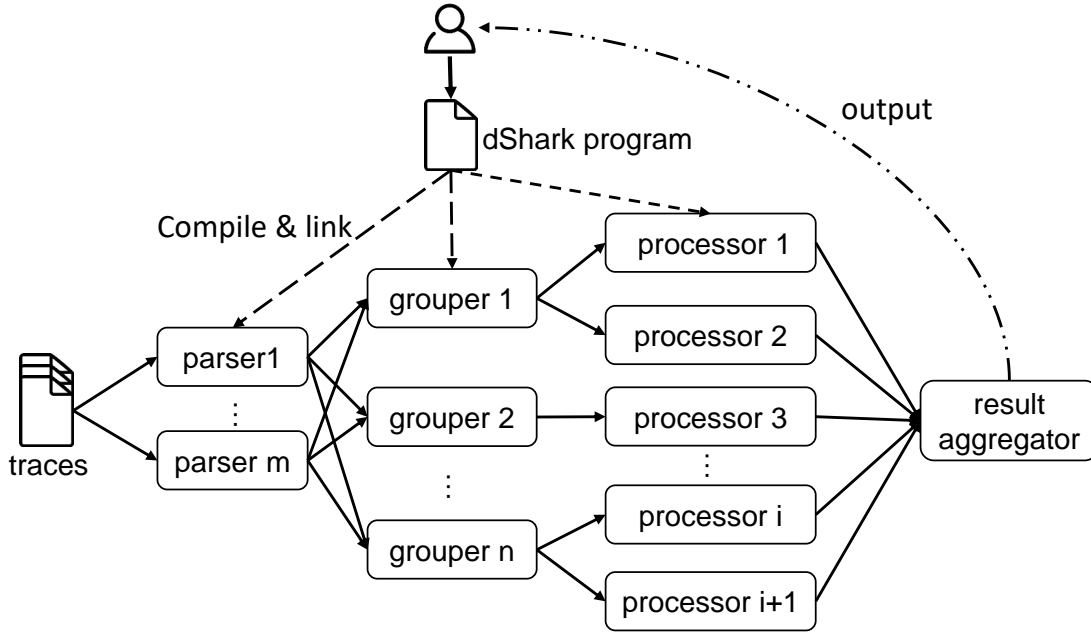 output
dShark program
Compile & link
processor 1
grouper 1
processor 2
parser1
⋮
grouper 2
processor 3
result
aggregator
parser m
traces
⋮
⋮
processor i
grouper n
processor i+1